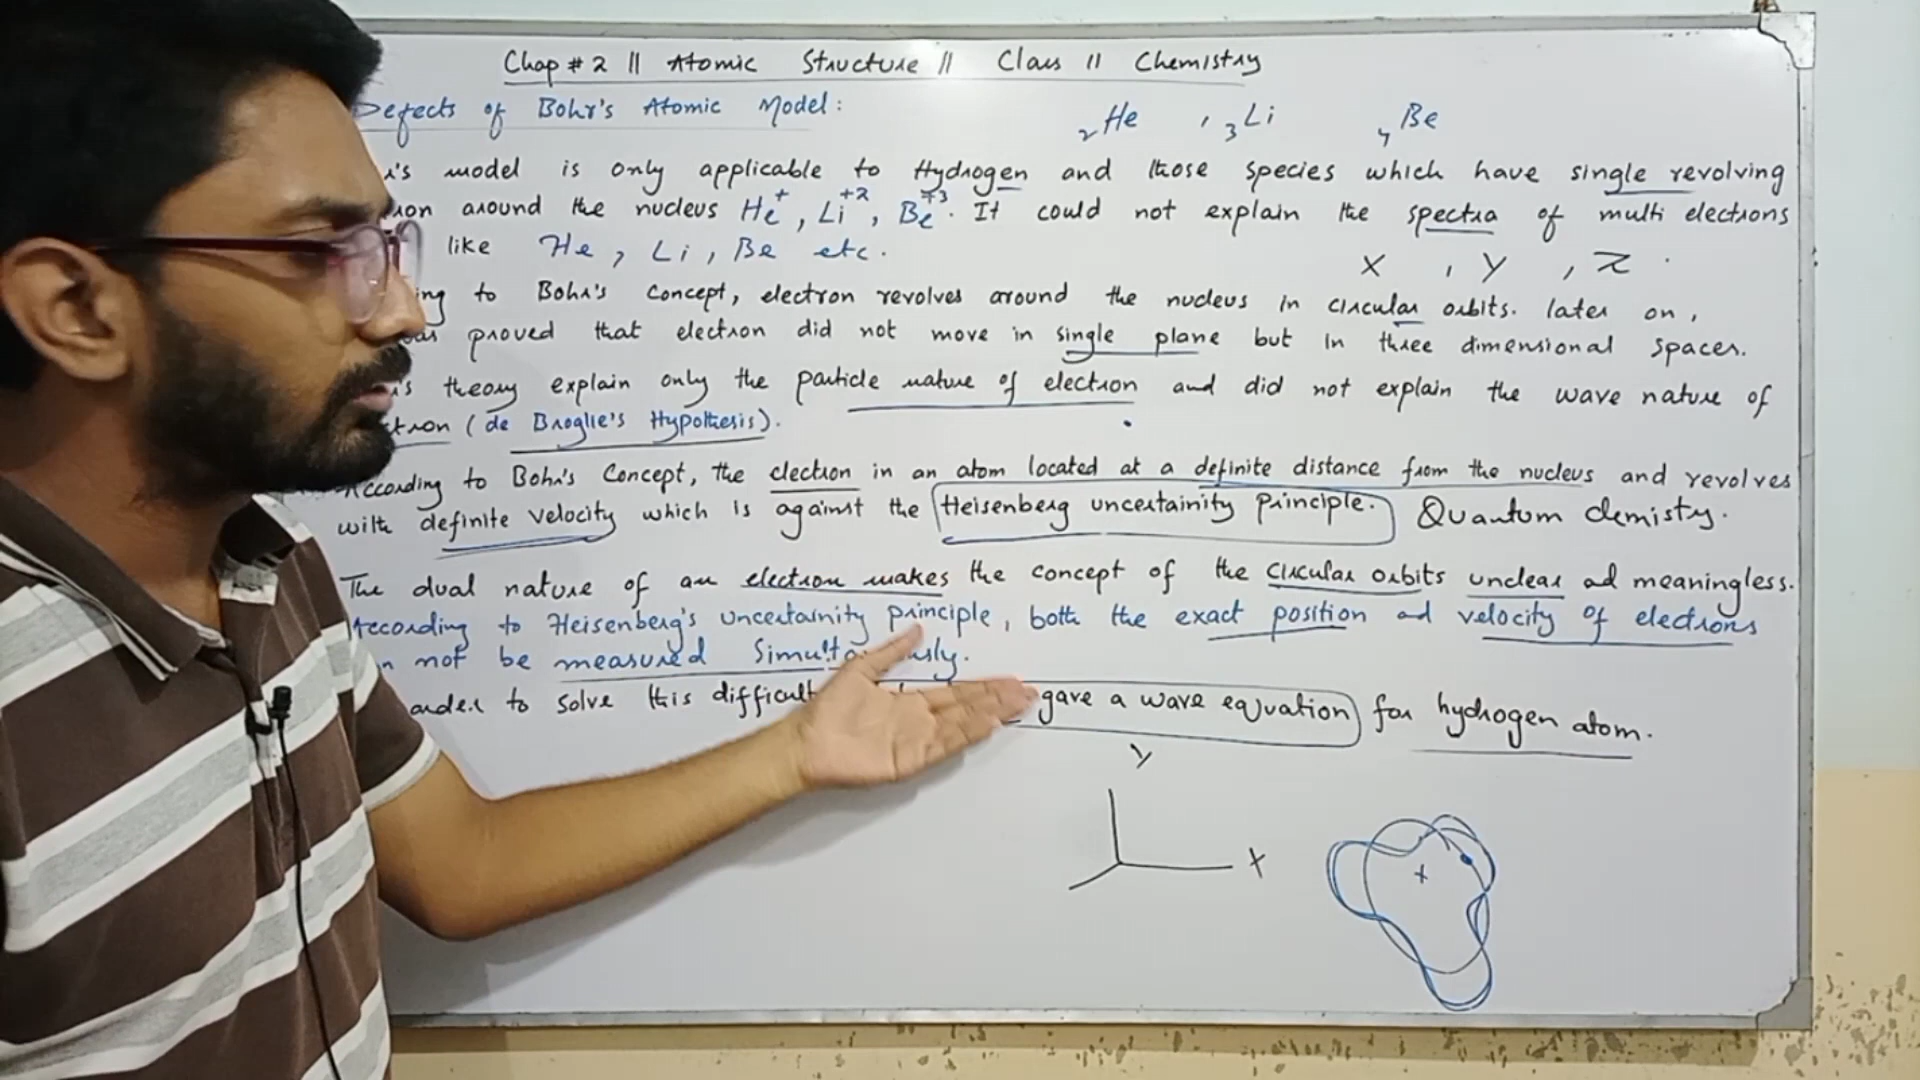 Chap # 2 || Atomic Structure || Class 11 Chemistry
Defects of Bohr's Atomic Model:
2He , 3Li 4Be
model is only applicable to Hydrogen and those species which have single revolving
around the nucleus He+, Li+2, Be+3. It could not explain the spectra of multi electrons
like He, Li, Be etc.
X , Y , Z
to Bohr's Concept, electron revolves around the nucleus in circular orbits. later on,
proved that electron did not move in single plane but in three dimensional spaces.
theory explain only the particle nature of electron and did not explain the wave nature of
(de Broglie's Hypothesis).
According to Bohr's Concept, the electron in an atom located at a definite distance from the nucleus and revolves
with definite velocity which is against the Heisenberg uncertainity Principle. Quantum chemisty.
The dual nature of an electron makes the concept of the circular orbits unclear ad meaningless.
According to Heisenberg's uncertainity principle, both the exact position ad velocity of electrons
not be measured
to solve this gave a wave equation for hydrogen atom.
Y
X
+